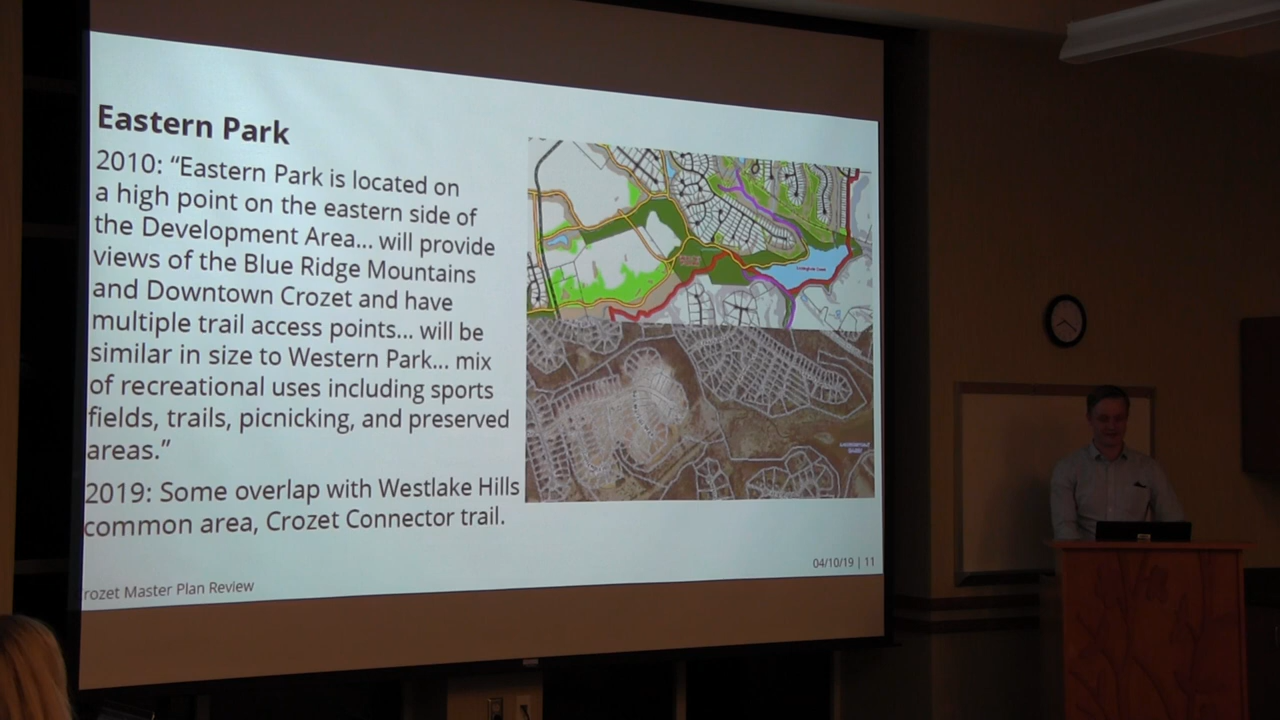 Eastern Park
2010: “Eastern Park is located on
a high point on the eastern side of
the Development Area... will provide
views of the Blue Ridge Mountains
and Downtown Crozet and have
multiple trail access points... will be
similar in size to Western Park... mix
of recreational uses including sports
fields, trails, picnicking, and preserved
areas.”
2019: Some overlap with Westlake Hills
common area, Crozet Connector trail.
rozet Master Plan Review
04/10/19 | 11